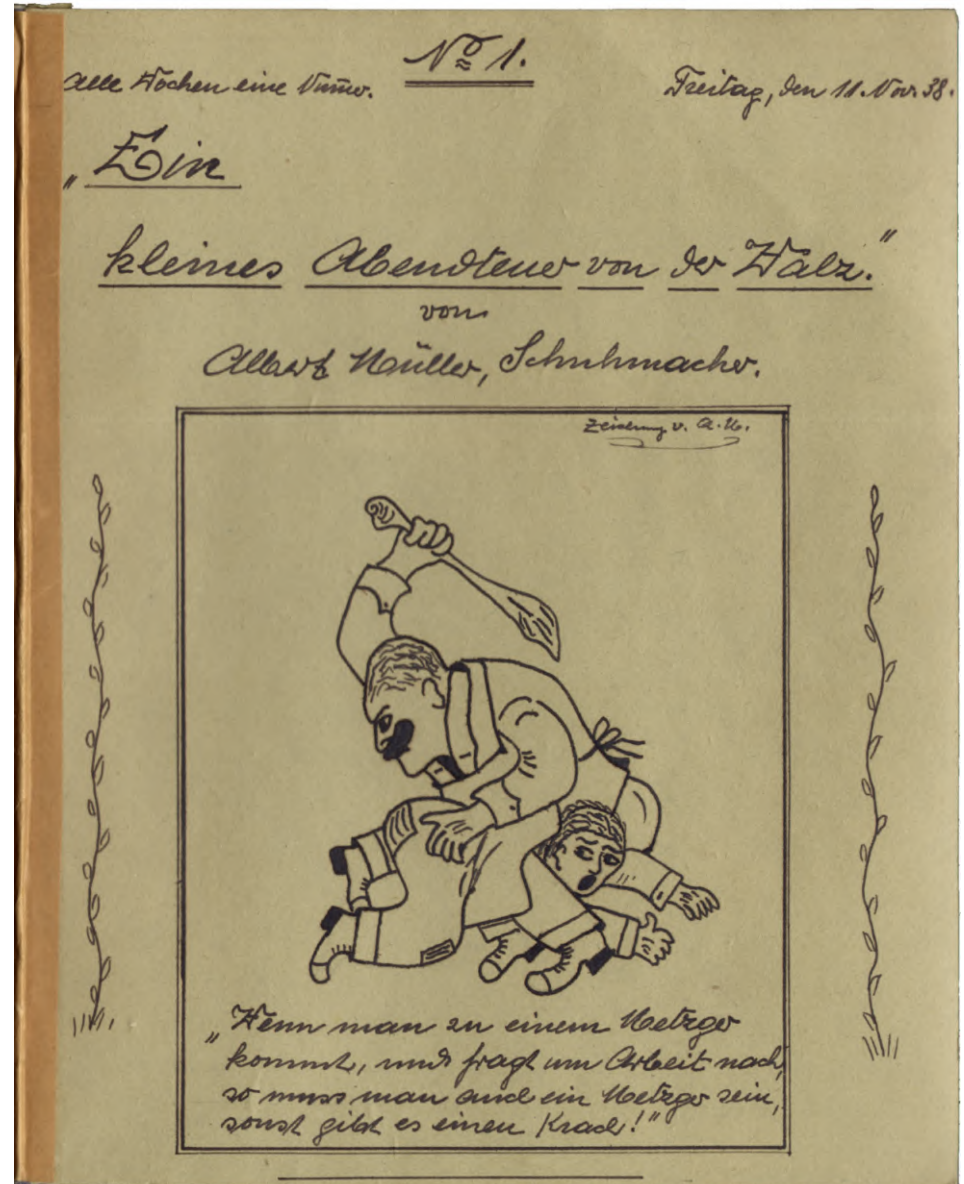 No 1.
Alle Wochen eine Num̄er.
Freitag, den 11. Nov. 38.
„Ein
kleines Abendteuer von der Walz."
von
Albert Müller, Schuhmacher.
Zeichnung v. A. M.
„Wenn man zu einem Metzger
kommt, und fragt um Arbeit nach,
so muss man auch ein Metzger sein,
sonst gibt es einen Krach!"